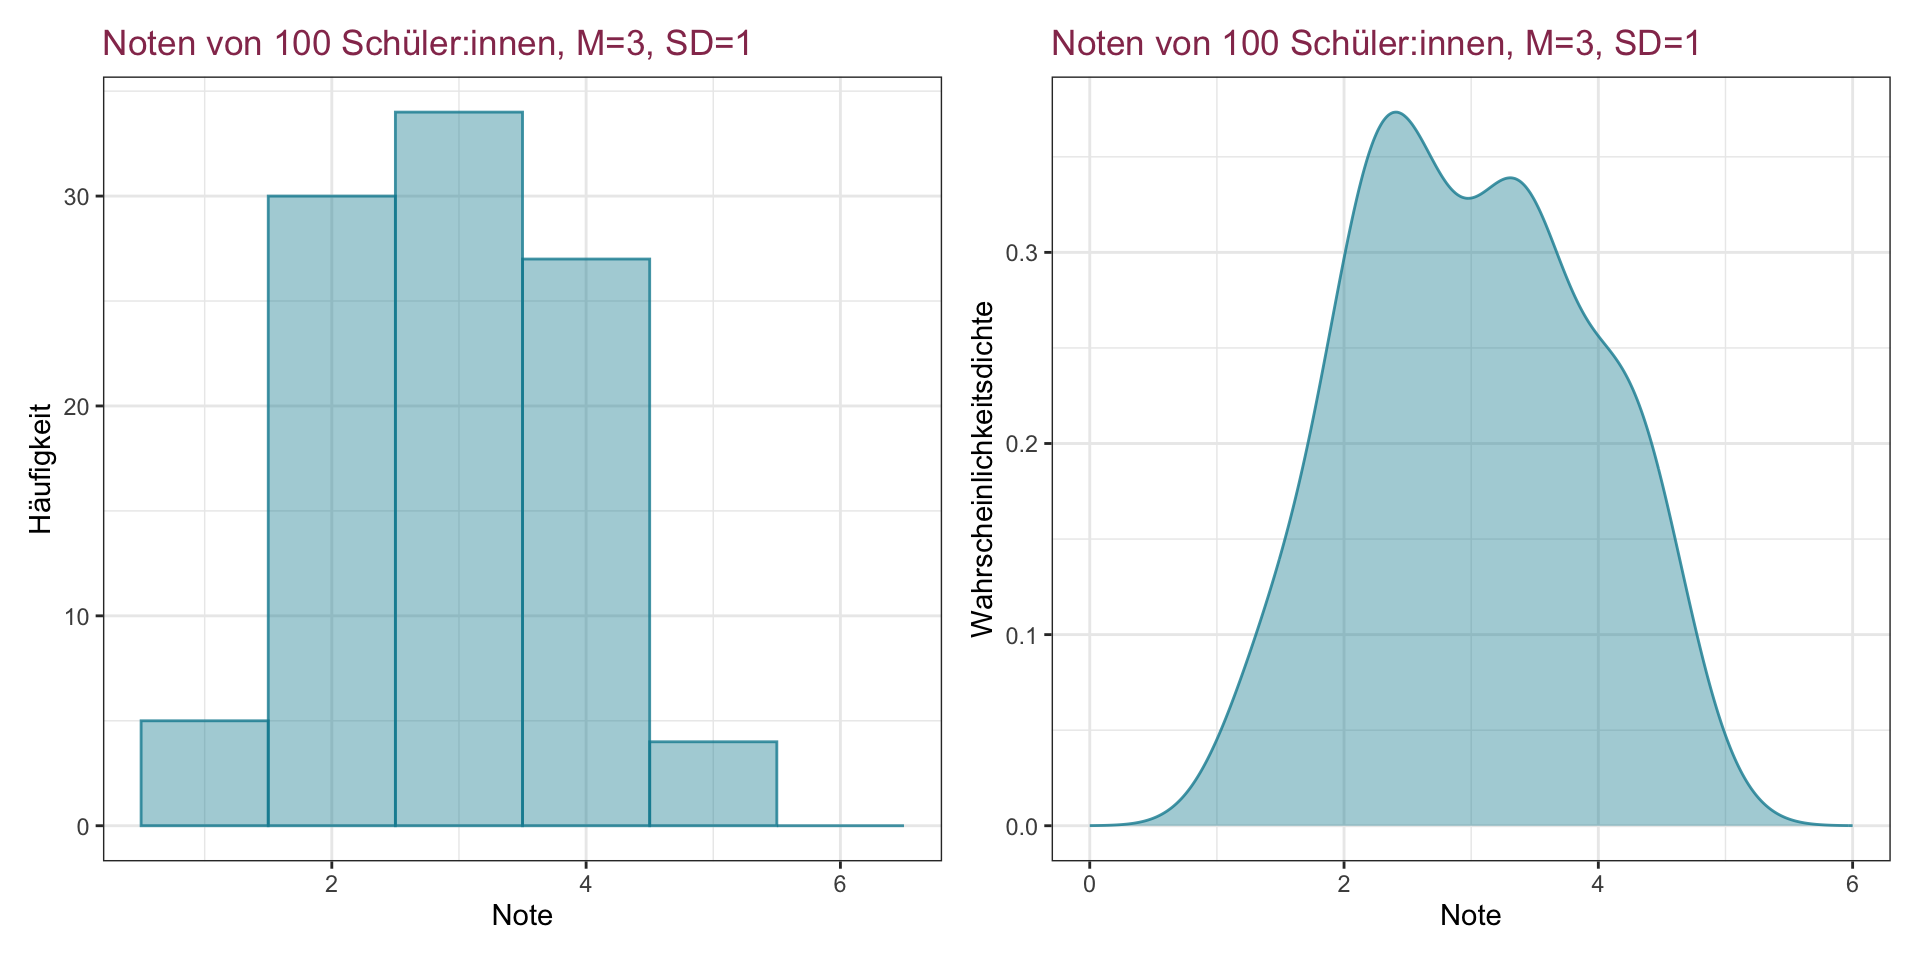 Noten von 100 Schüler:innen, M=3, SD=1
Häufigkeit
30
20
10
0
2 4 6
Note
Noten von 100 Schüler:innen, M=3, SD=1
Wahrscheinlichkeitsdichte
0.3
0.2
0.1
0.0
0 2 4 6
Note